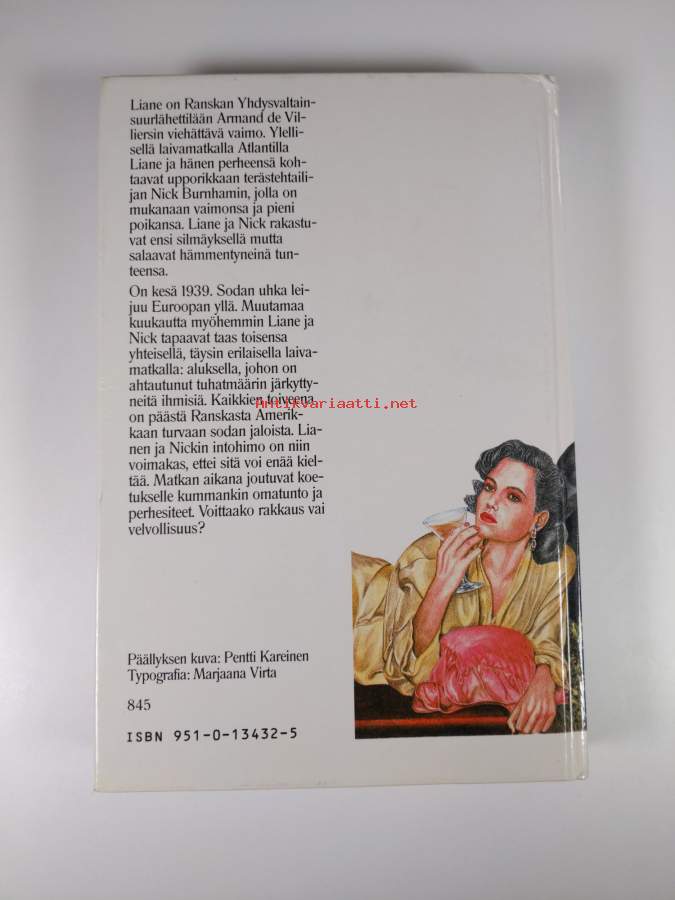 Liane on Ranskan Yhdysvaltain-
suurlähettilään Armand de Vil-
liersin viehättävä vaimo. Ylel-
lisellä laivamatkalla Atlantilla
Liane ja hänen perheensä koh-
taavat upporikkaan terästehtaili-
jan Nick Burnhamin, jolla on
mukanaan vaimonsa ja pieni
poikansa. Liane ja Nick rakastu-
vat ensi silmäyksellä mutta
salaavat hämmentyneinä tun-
teensa.
On kesä 1939. Sodan uhka lei-
juu Euroopan yllä. Muutamaa
kuukautta myöhemmin Liane ja
Nick tapaavat taas toisensa
yhteisellä, täysin erilaisella laiva-
matkalla: aluksella, johon on
ahtautunut tuhatmäärin järkytty-
neitä ihmisiä. Kaikkien toiveena
Antikvariaatti.net
on päästä Ranskasta Amerik-
kaan turvaan sodan jaloista. Lia-
nen ja Nickin intohimo on niin
voimakas, ettei sitä voi enää kiel-
tää. Matkan aikana joutuvat koe-
tukselle kummankin omatunto ja
perhesiteet. Voittaako rakkaus vai
velvollisuus?
Päällyksen kuva: Pentti Kareinen
Typografia: Marjaana Virta
845
ISBN 951-0-13432-5